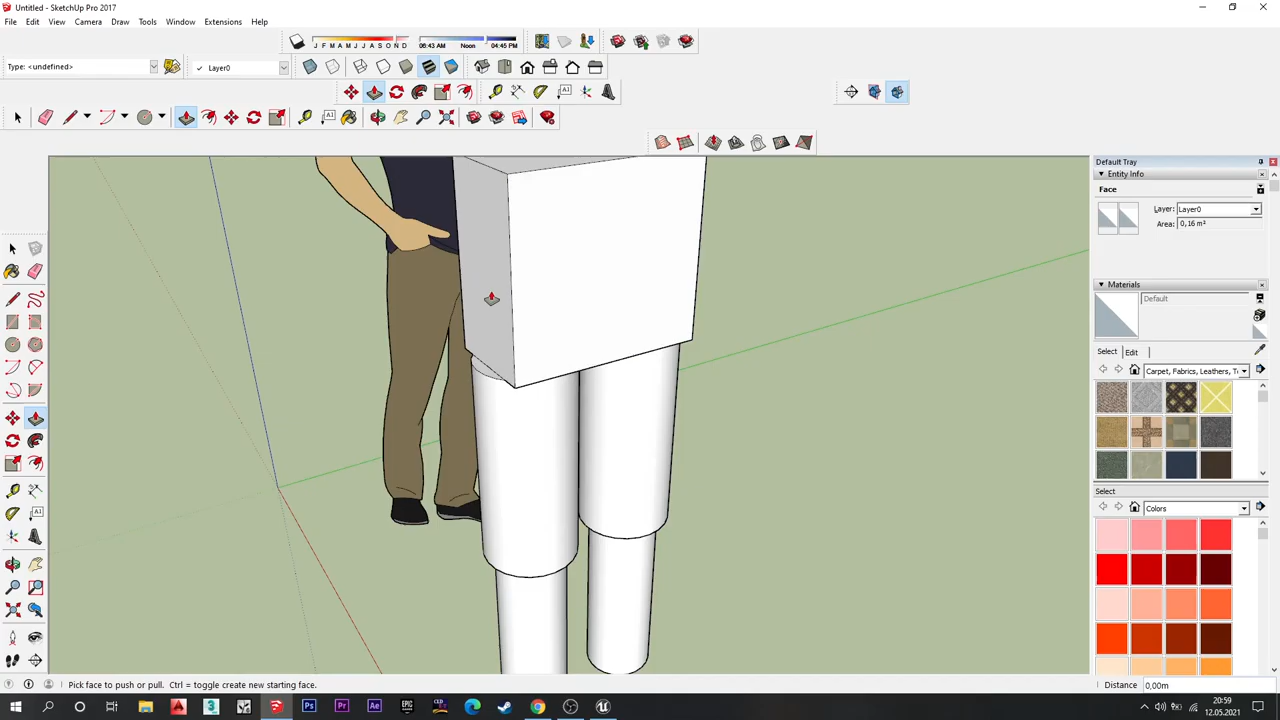 Untitled - SketchUp Pro 2017
File Edit View Camera Draw Tools Window Extensions Help
J F M A M J J A S O N D 06:43 AM Noon 04:45 PM
Type: <undefined> Layer0
Default Tray
Entity Info
Face
Layer: Layer0
Area: 0,16 m²
Materials
Default
Select Edit
Carpet, Fabrics, Leathers, T
Select
Colors
Pick face to push or pull. Ctrl = toggle create new starting face.
Distance 0,00m
20:59
12.05.2021